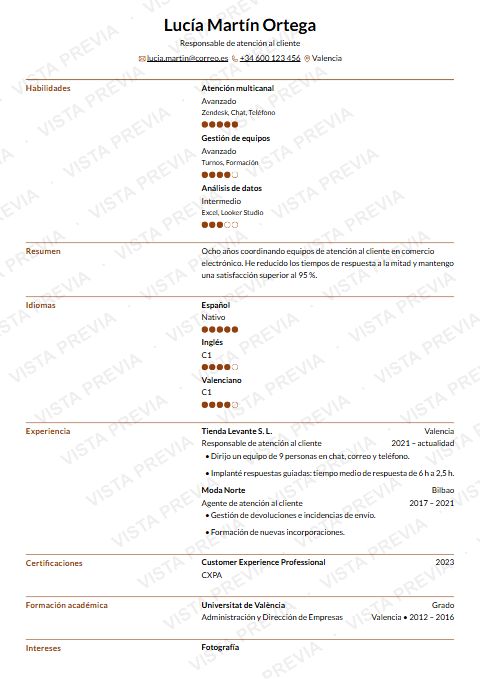 Lucía Martín Ortega
Responsable de atención al cliente
lucia.martin@correo.es +34 600 123 456 Valencia
Habilidades
Atención multicanal
Avanzado
Zendesk, Chat, Teléfono
Gestión de equipos
Avanzado
Turnos, Formación
Análisis de datos
Intermedio
Excel, Looker Studio
Resumen
Ocho años coordinando equipos de atención al cliente en comercio
electrónico. He reducido los tiempos de respuesta a la mitad y mantengo
una satisfacción superior al 95 %.
Idiomas
Español
Nativo
Inglés
C1
Valenciano
C1
Experiencia
Tienda Levante S. L. Valencia
Responsable de atención al cliente 2021 – actualidad
• Dirijo un equipo de 9 personas en chat, correo y teléfono.
• Implanté respuestas guiadas: tiempo medio de respuesta de 6 h a 2,5 h.
Moda Norte Bilbao
Agente de atención al cliente 2017 – 2021
• Gestión de devoluciones e incidencias de envío.
• Formación de nuevas incorporaciones.
Certificaciones
Customer Experience Professional 2023
CXPA
Formación académica
Universitat de València Grado
Administración y Dirección de Empresas Valencia • 2012 – 2016
Intereses
Fotografía
VISTA PREVIA